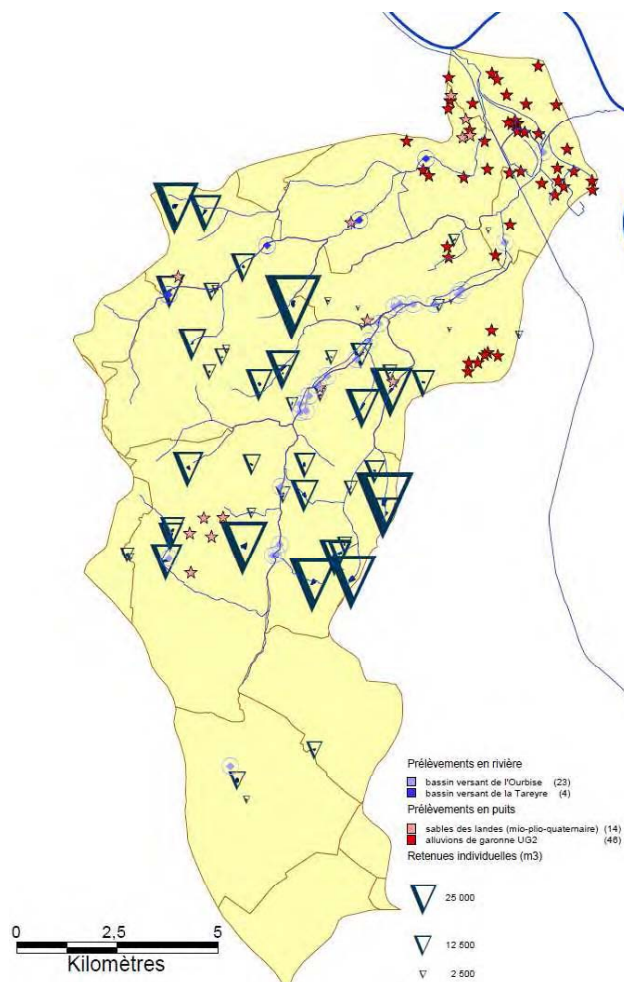 Prélèvements en rivière
bassin versant de l'Ourbise (23)
bassin versant de la Tareyre (4)
Prélèvements en puits
sables des landes (mio-plio-quaternaire) (14)
alluvions de garonne UG2 (46)
Retenues individuelles (m3)
25 000
12 500
2 500
0 2,5 5
Kilomètres